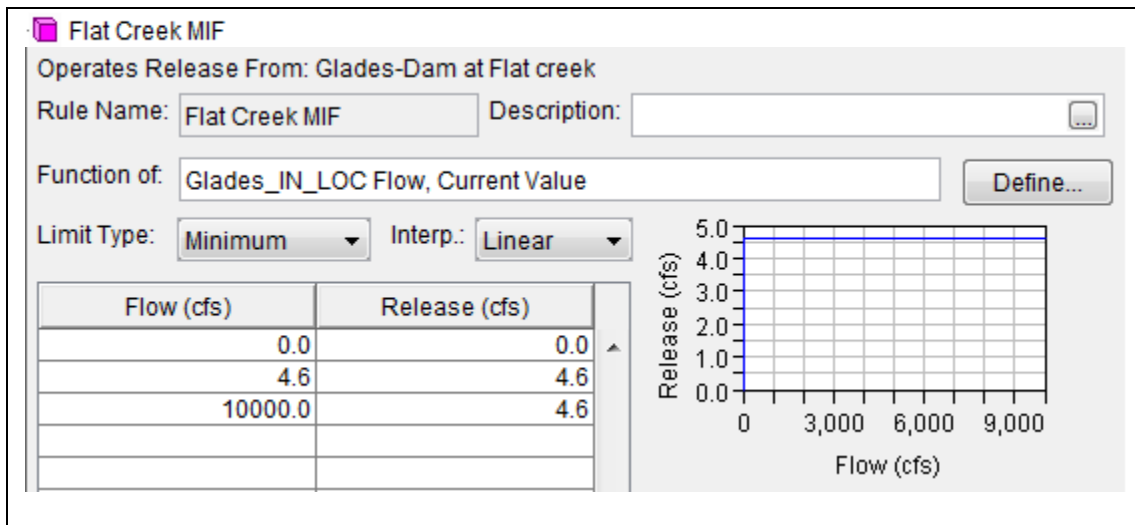 Flat Creek MIF
Operates Release From: Glades-Dam at Flat creek
Rule Name: Flat Creek MIF Description: ...
Function of: Glades_IN_LOC Flow, Current Value Define...
Limit Type: Minimum Interp.: Linear
Flow (cfs) Release (cfs)
0.0 0.0
4.6 4.6
10000.0 4.6
Release (cfs)
5.0
4.0
3.0
2.0
1.0
0.0
0 3,000 6,000 9,000
Flow (cfs)